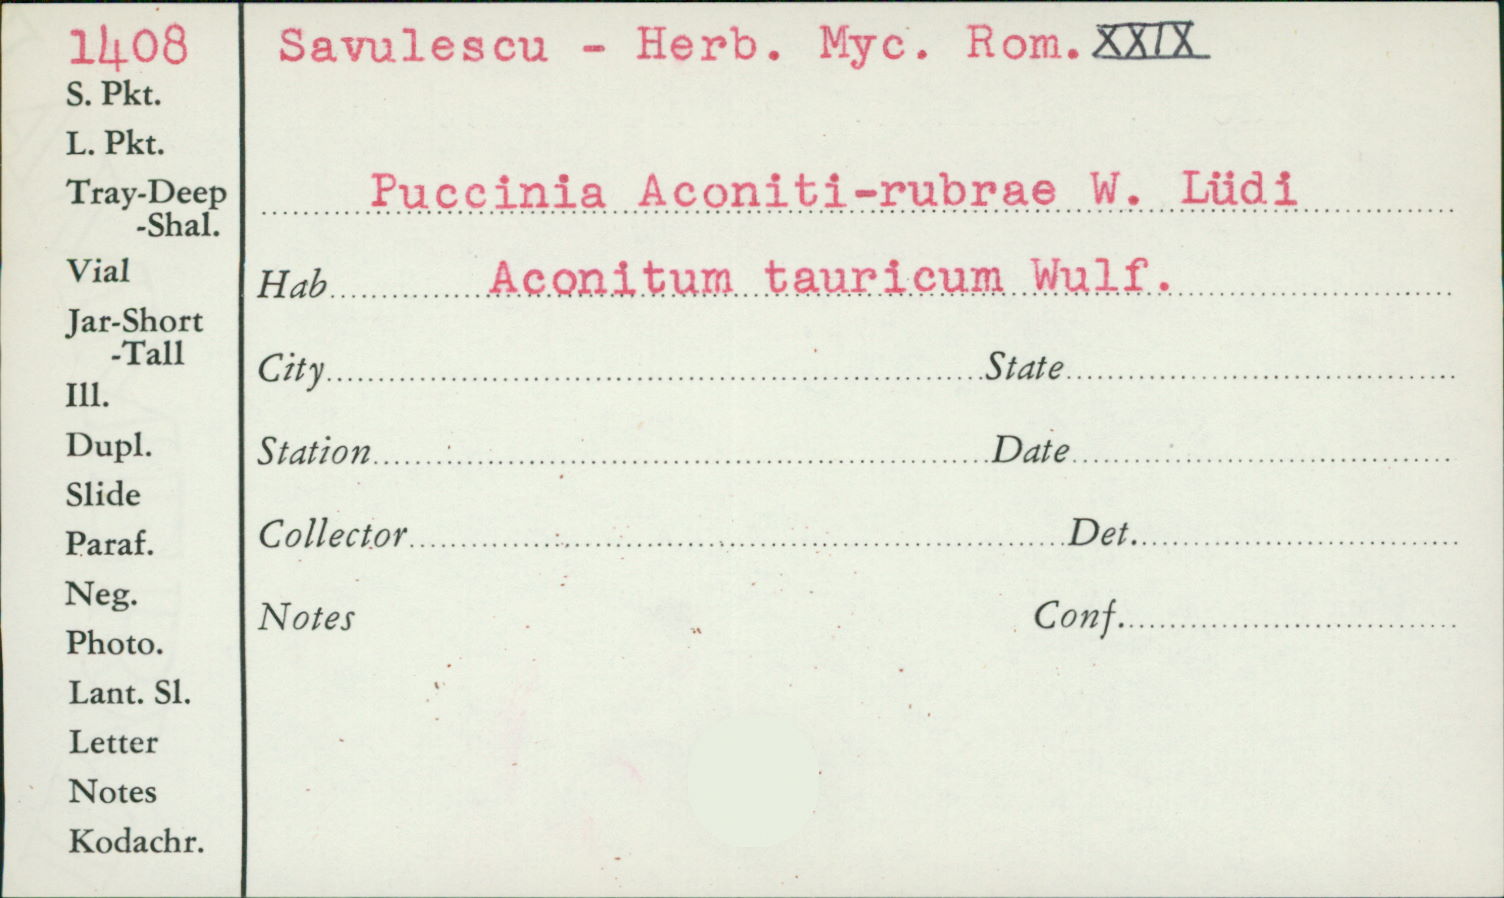 1408
Savulescu - Herb. Myc. Rom. XXIX
S. Pkt.
L. Pkt.
Tray-Deep
-Shal.
Vial
Jar-Short
-Tall
Ill.
Dupl.
Slide
Paraf.
Neg.
Photo.
Lant. Sl.
Letter
Notes
Kodachr.
Puccinia Aconiti-rubrae W. Lüdi
Hab. Aconitum tauricum Wulf.
City State
Station Date
Collector Det.
Notes Conf.